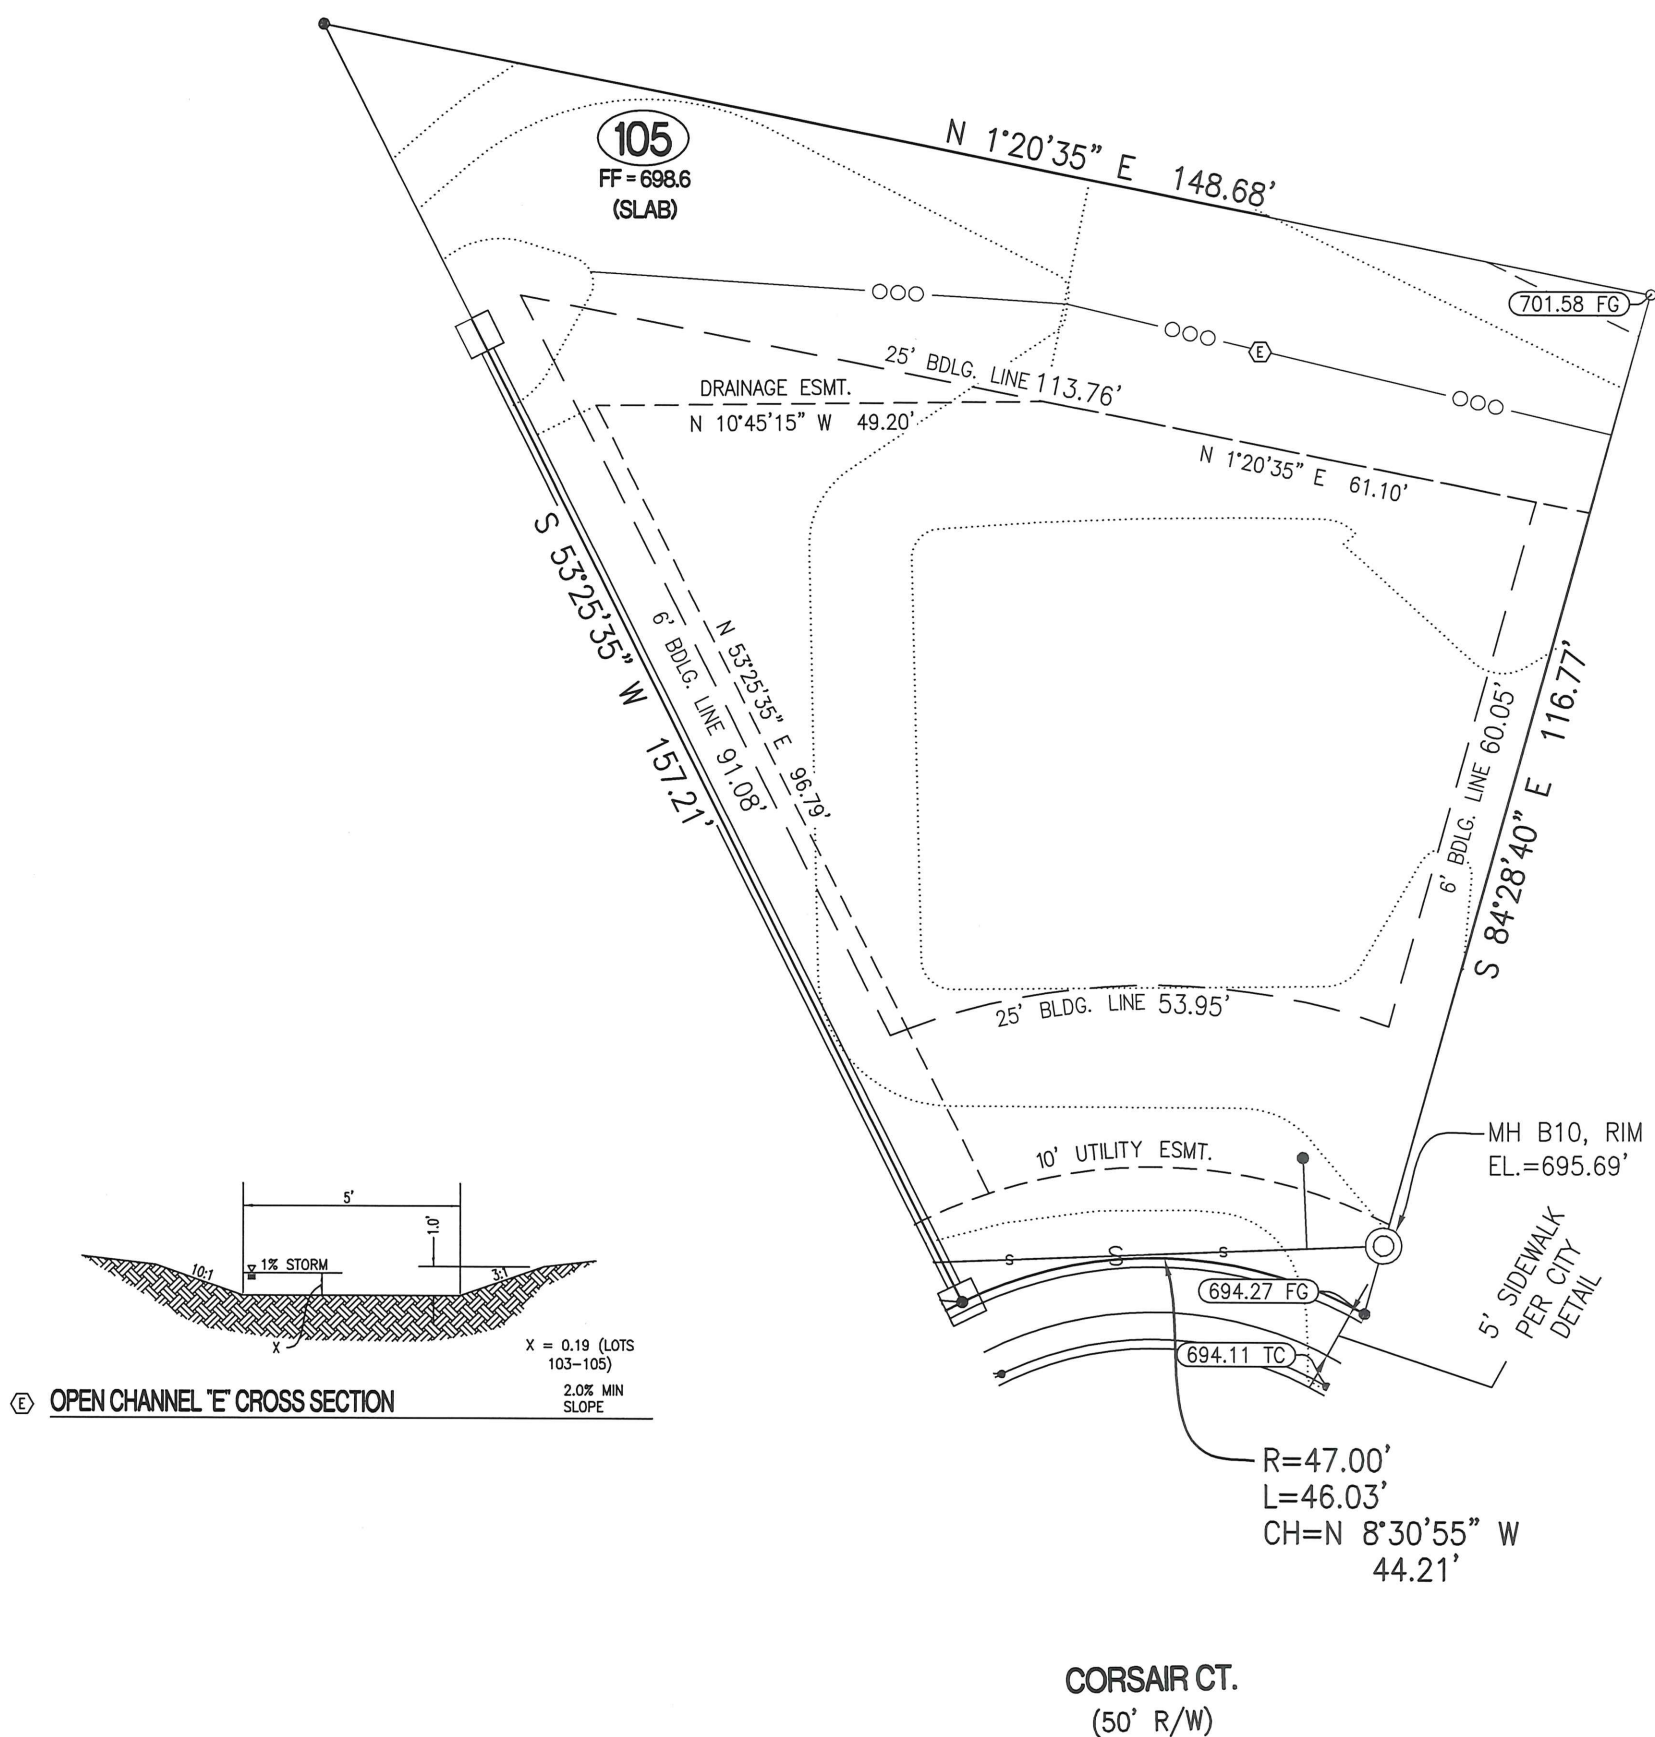 N 1°20'35" E 148.68'
105
FF = 698.6
(SLAB)
701.58 FG
E
25' BDLG. LINE 113.76'
DRAINAGE ESMT.
N 10°45'15" W 49.20'
N 1°20'35" E 61.10'
S 53°25'35" W 157.21'
6' BDLG. LINE 91.08'
N 53°25'35" E 96.79'
6' BDLG. LINE 60.05'
S 84°28'40" E 116.77'
25' BLDG. LINE 53.95'
10' UTILITY ESMT.
MH B10, RIM
EL.=695.69'
5' SIDEWALK
PER CITY
DETAIL
s S s
694.27 FG
694.11 TC
5'
1.0'
1% STORM
10:1
3:1
X
X = 0.19 (LOTS
103-105)
2.0% MIN
SLOPE
E OPEN CHANNEL "E" CROSS SECTION
R=47.00'
L=46.03'
CH=N 8°30'55" W
44.21'
CORSAIR CT.
(50' R/W)